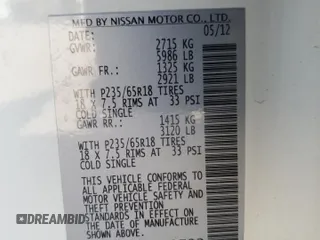 MFD BY NISSAN MOTOR CO., LTD.
DATE: 05/12
GVWR: 2715 KG
5986 LB
GAWR FR.: 1325 KG
2921 LB
WITH P235/65R18 TIRES
18 X 7.5 RIMS AT 33 PSI
COLD SINGLE
GAWR RR.: 1415 KG
3120 LB
WITH P235/65R18 TIRES
18 X 7.5 RIMS AT 33 PSI
COLD SINGLE
THIS VEHICLE CONFORMS TO
ALL APPLICABLE FEDERAL
MOTOR VEHICLE SAFETY AND
THEFT PREVENTION
STANDARDS IN EFFECT ON
THE DATE OF
DREAMBID